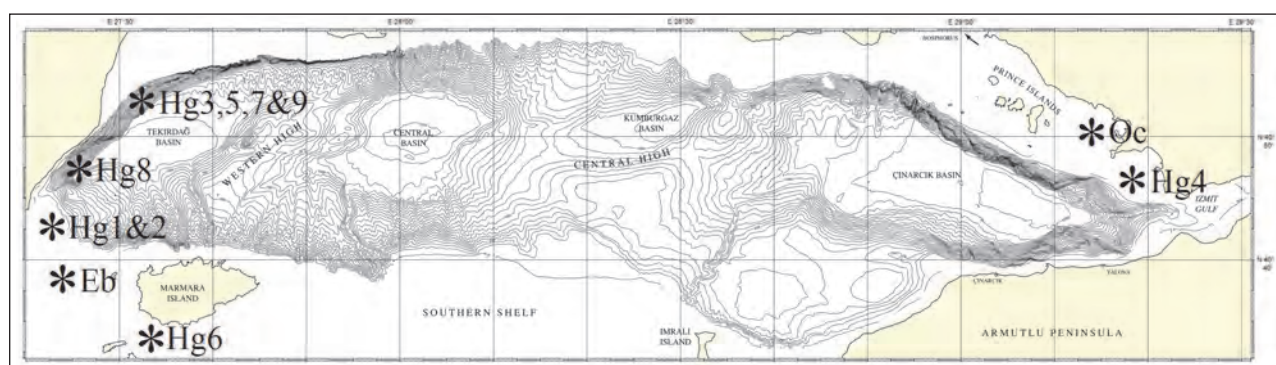 E 27°30'
E 28°00'
E 28°30'
E 29°00'
E 29°30'
BOSPHORUS
PRINCE ISLANDS
Hg3,5,7&9
TEKIRDAĞ
BASIN
WESTERN HIGH
CENTRAL
BASIN
KUMBURGAZ
BASIN
CENTRAL HIGH
Oc
Hg8
ÇINARCIK BASIN
Hg4
IZMIT
GULF
Hg1&2
Eb
MARMARA
ISLAND
SOUTHERN SHELF
ÇINARCIK
YALOVA
N 40°
40'
Hg6
IMRALI
ISLAND
ARMUTLU PENINSULA